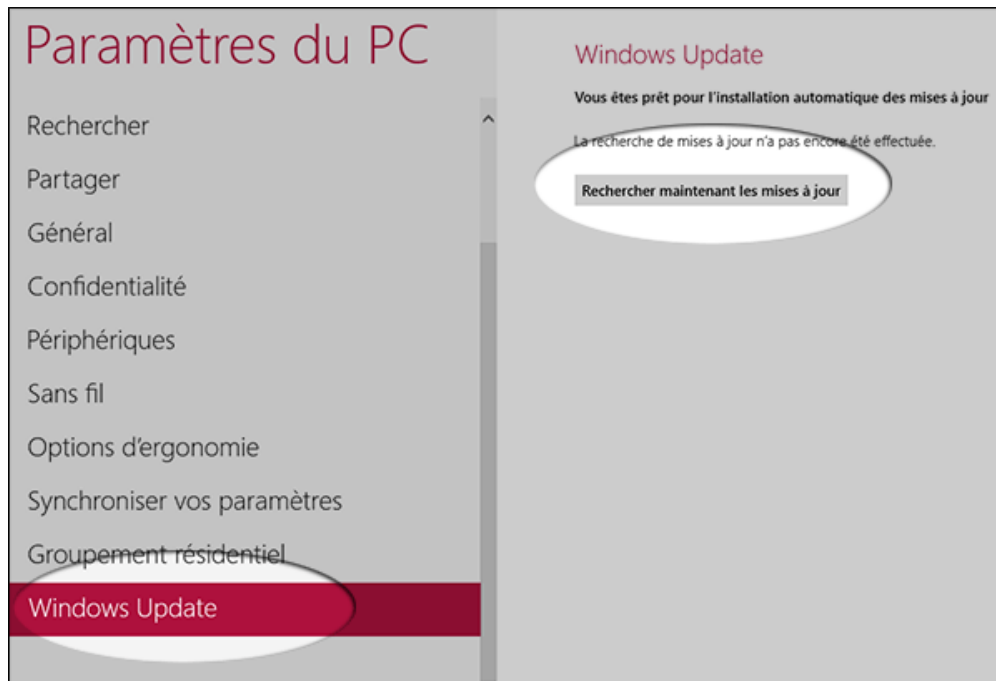 Paramètres du PC
Rechercher
Partager
Général
Confidentialité
Périphériques
Sans fil
Options d'ergonomie
Synchroniser vos paramètres
Groupement résidentiel
Windows Update
Windows Update
Vous êtes prêt pour l'installation automatique des mises à jour
La recherche de mises à jour n'a pas encore été effectuée.
Rechercher maintenant les mises à jour